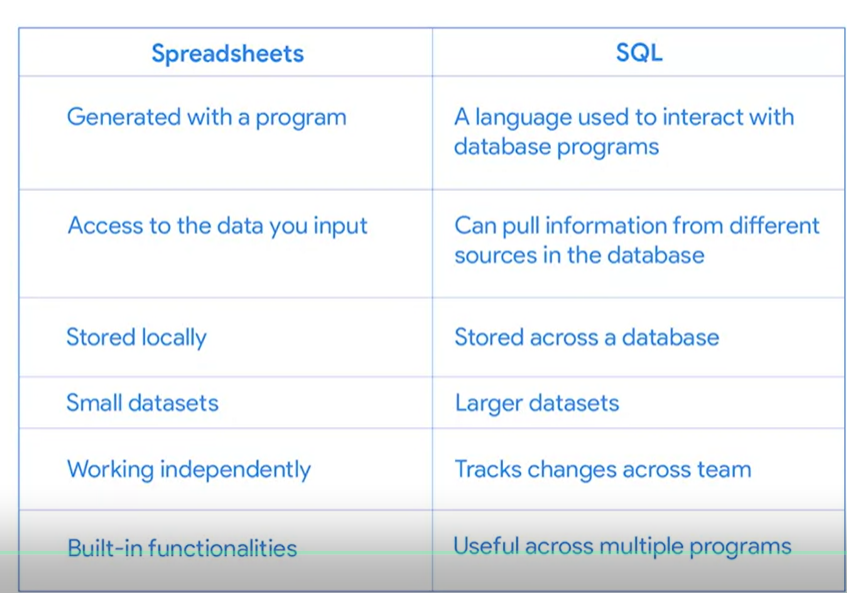 Spreadsheets
SQL
Generated with a program
A language used to interact with
database programs
Access to the data you input
Can pull information from different
sources in the database
Stored locally
Stored across a database
Small datasets
Larger datasets
Working independently
Tracks changes across team
Built-in functionalities
Useful across multiple programs